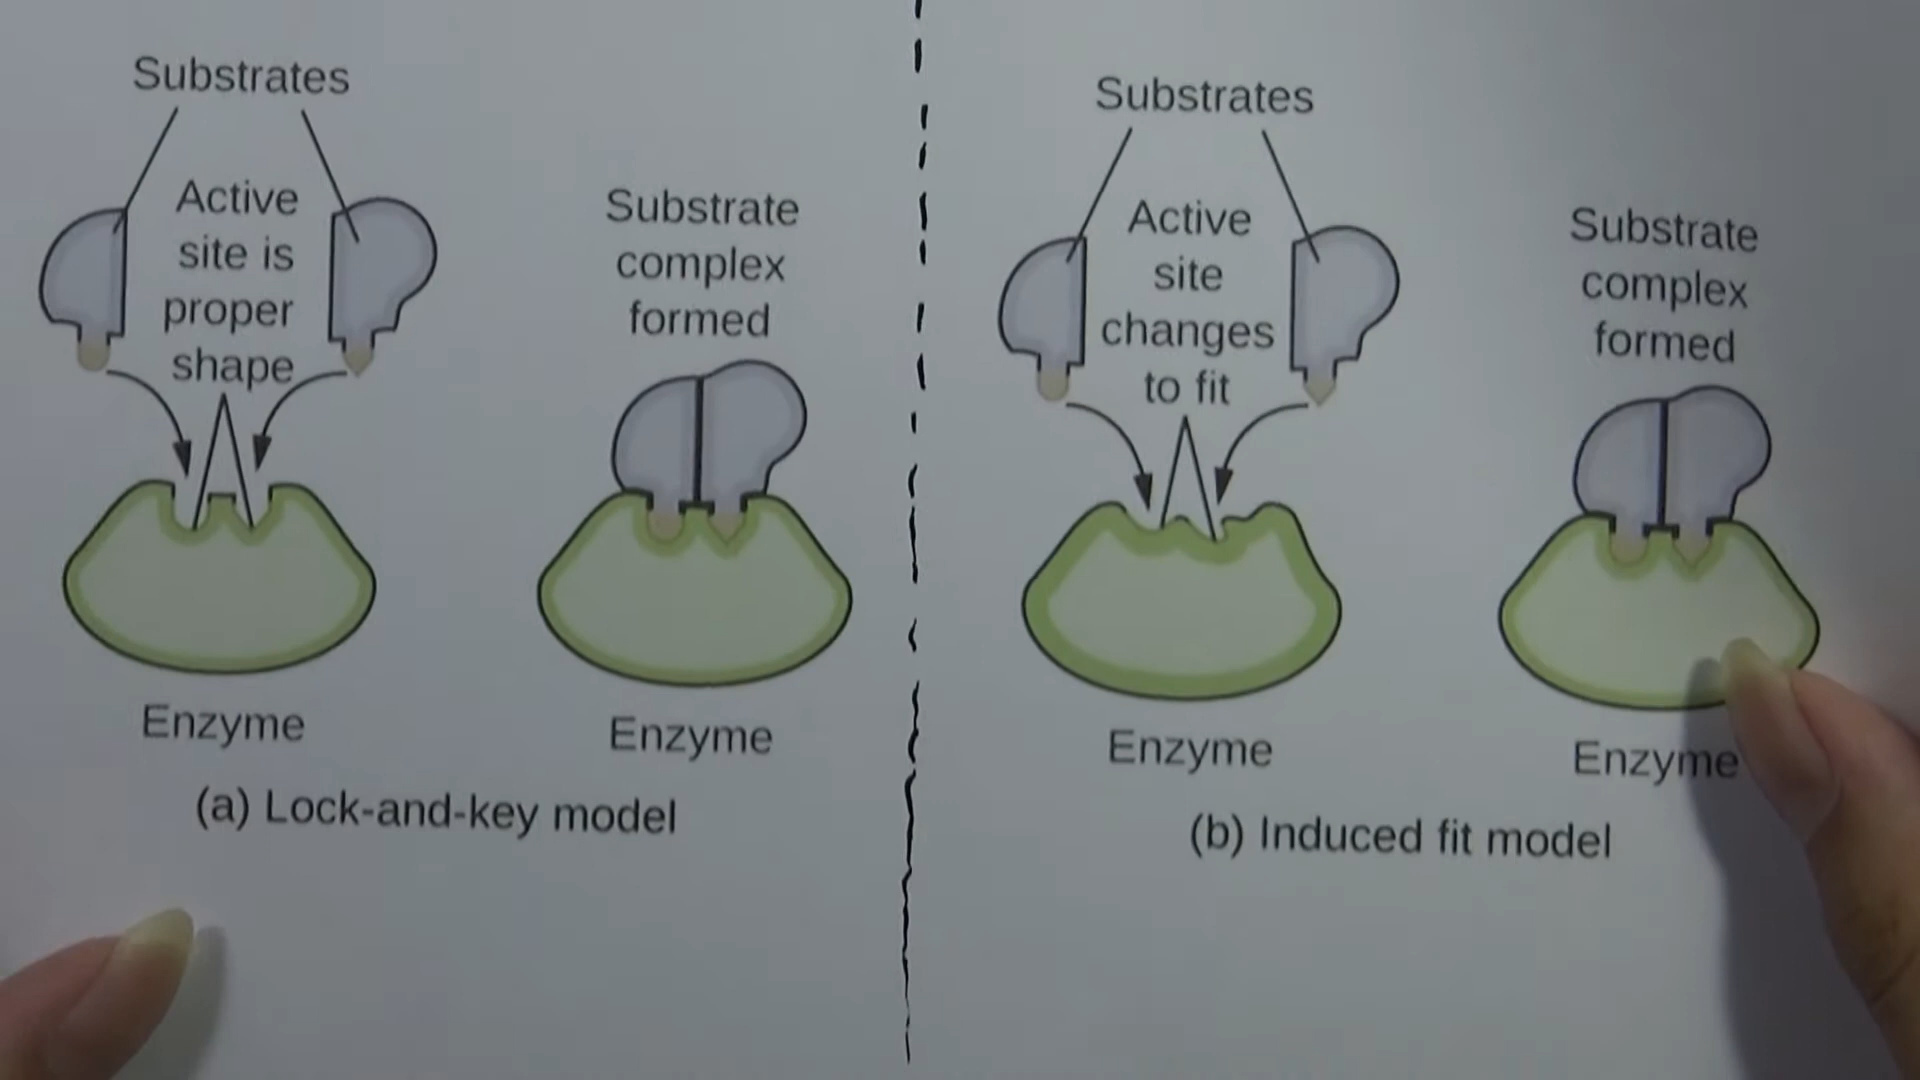 Substrates
Active
site is
proper
shape
Substrate
complex
formed
Enzyme
Enzyme
(a) Lock-and-key model
Substrates
Active
site
changes
to fit
Substrate
complex
formed
Enzyme
Enzyme
(b) Induced fit model